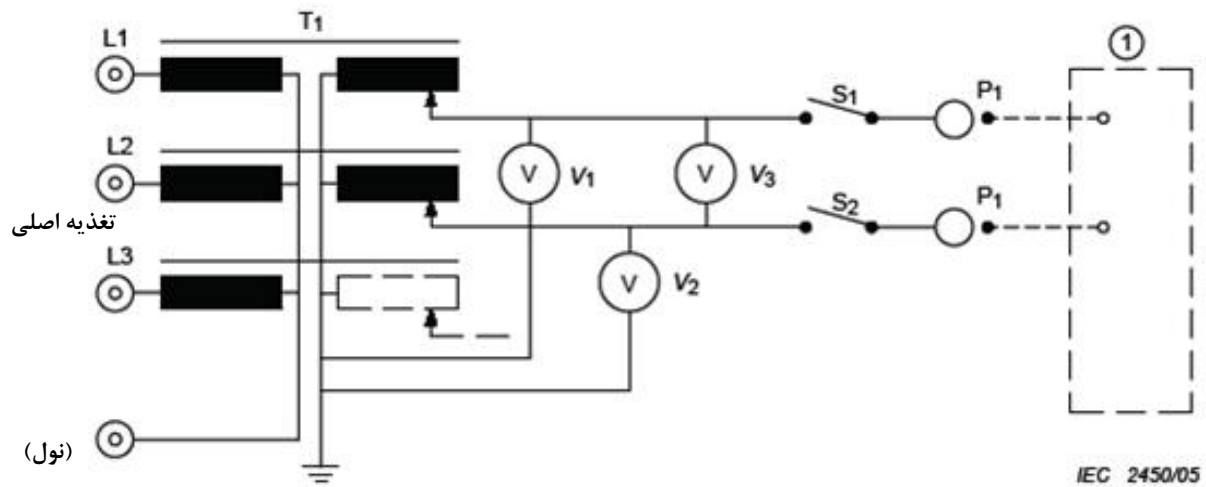 T1
L1
1
S1
P1
V
V1
V
V3
L2
S2
P1
تغذیه اصلی
L3
V
V2
(نول)
IEC 2450/05